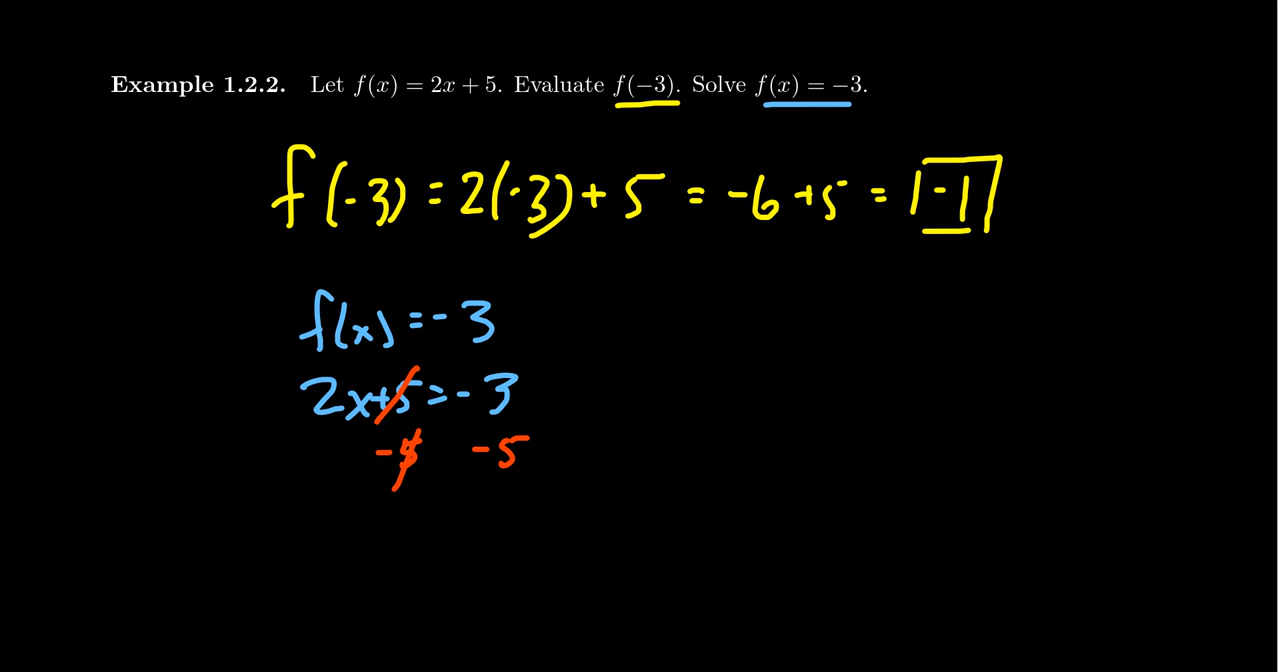 Example 1.2.2. Let f(x) = 2x + 5. Evaluate f(−3). Solve f(x) = −3.
f(-3) = 2(-3) + 5 = -6 + 5 = -1
f(x) = -3
2x + 5 = -3
-5 -5